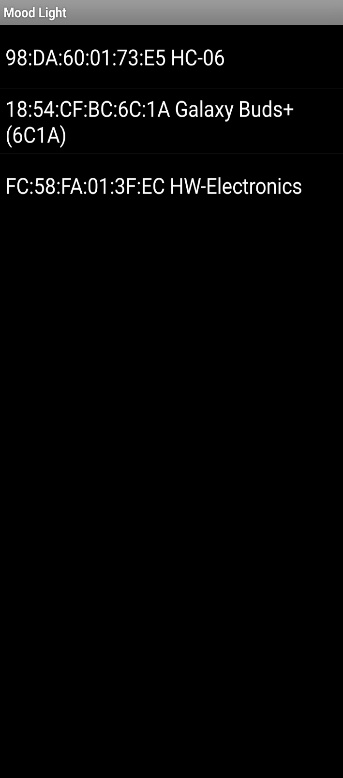 Mood Light
98:DA:60:01:73:E5 HC-06
18:54:CF:BC:6C:1A Galaxy Buds+
(6C1A)
FC:58:FA:01:3F:EC HW-Electronics